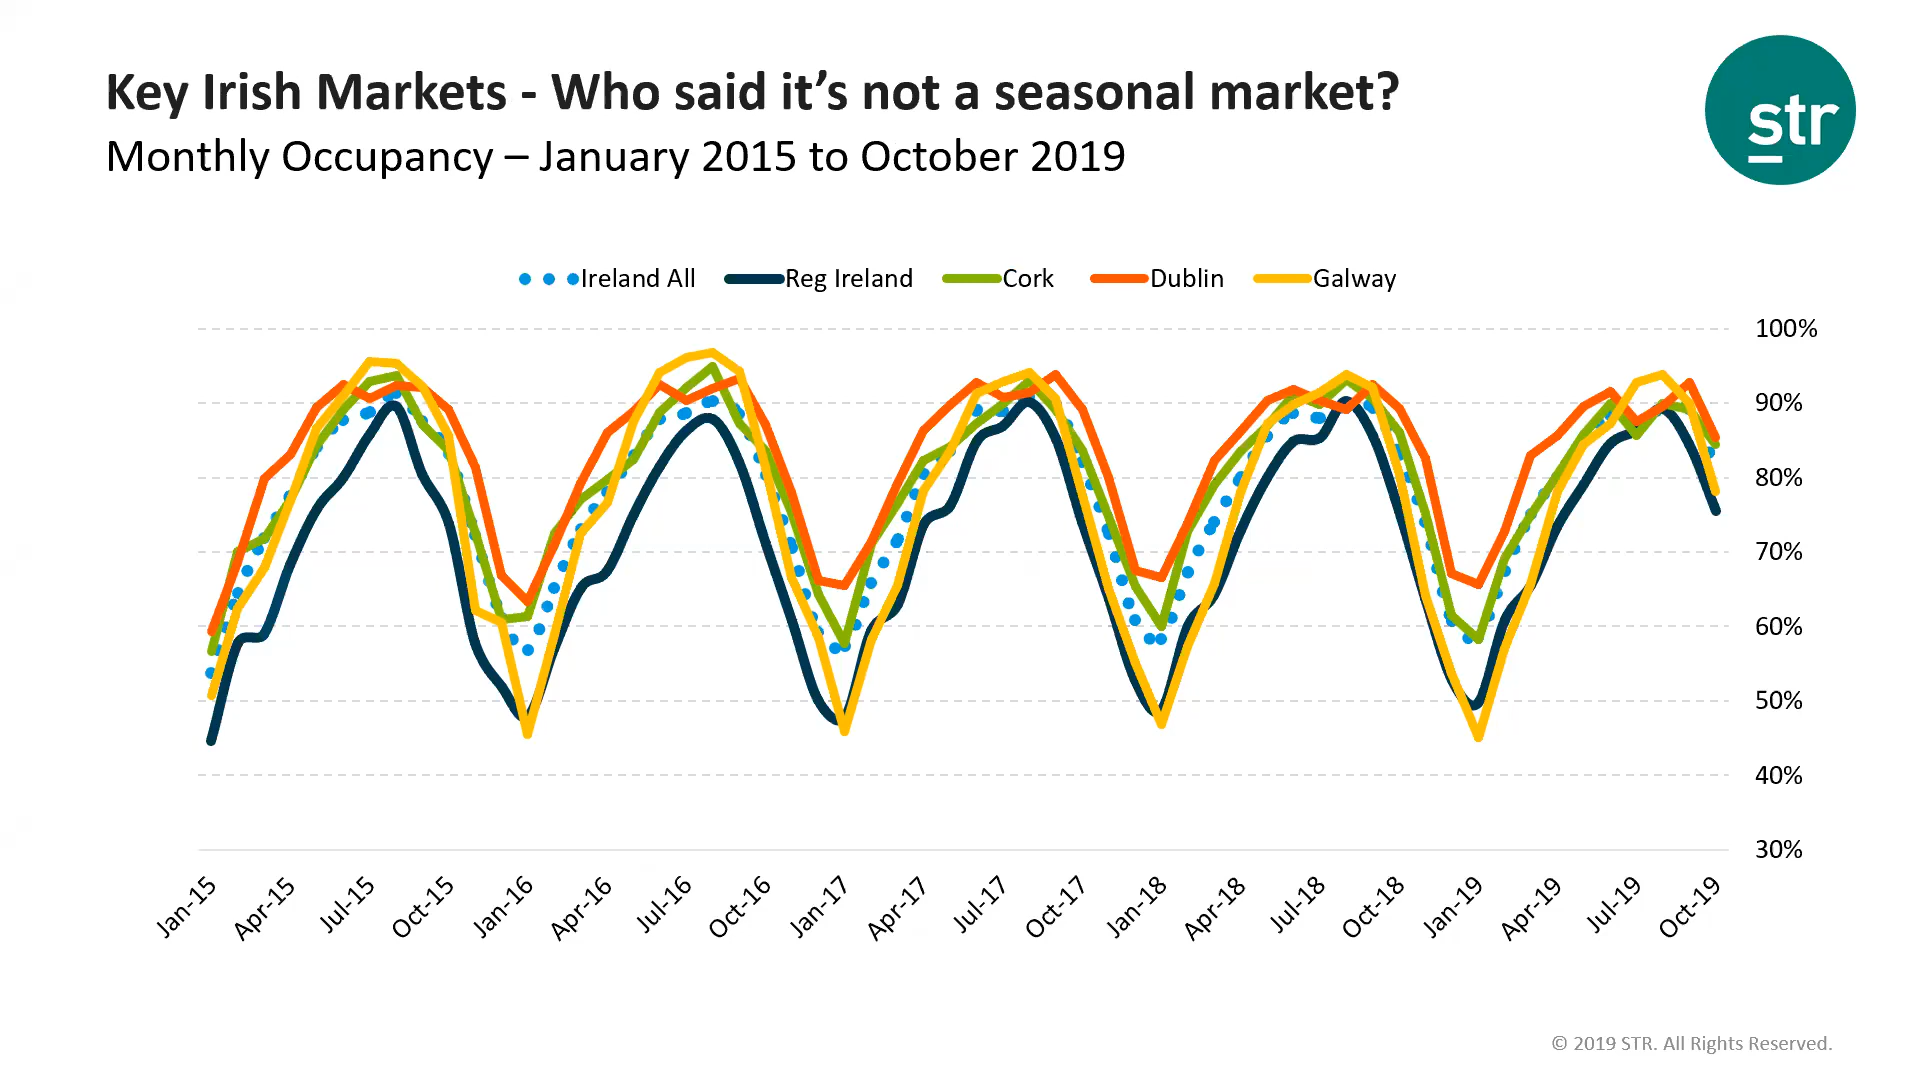 Key Irish Markets - Who said it’s not a seasonal market?
Monthly Occupancy – January 2015 to October 2019
str
Ireland All Reg Ireland Cork Dublin Galway
100%
90%
80%
70%
60%
50%
40%
30%
Jan-15 Apr-15 Jul-15 Oct-15 Jan-16 Apr-16 Jul-16 Oct-16 Jan-17 Apr-17 Jul-17 Oct-17 Jan-18 Apr-18 Jul-18 Oct-18 Jan-19 Apr-19 Jul-19 Oct-19
© 2019 STR. All Rights Reserved.